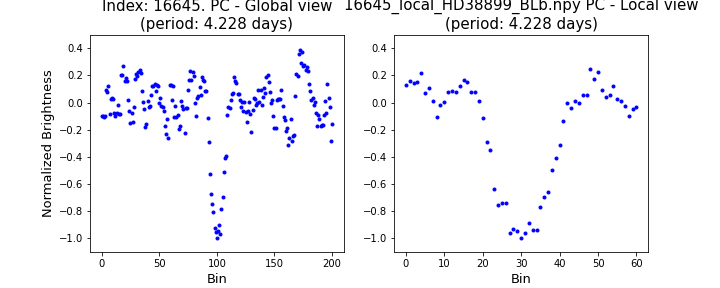 Index: 16645. PC - Global view
(period: 4.228 days)
16645_local_HD38899_BLb.npy PC - Local view
(period: 4.228 days)
Normalized Brightness
0.4
0.2
0.0
−0.2
−0.4
−0.6
−0.8
−1.0
0 50 100 150 200
Bin
0.4
0.2
0.0
−0.2
−0.4
−0.6
−0.8
−1.0
0 10 20 30 40 50 60
Bin